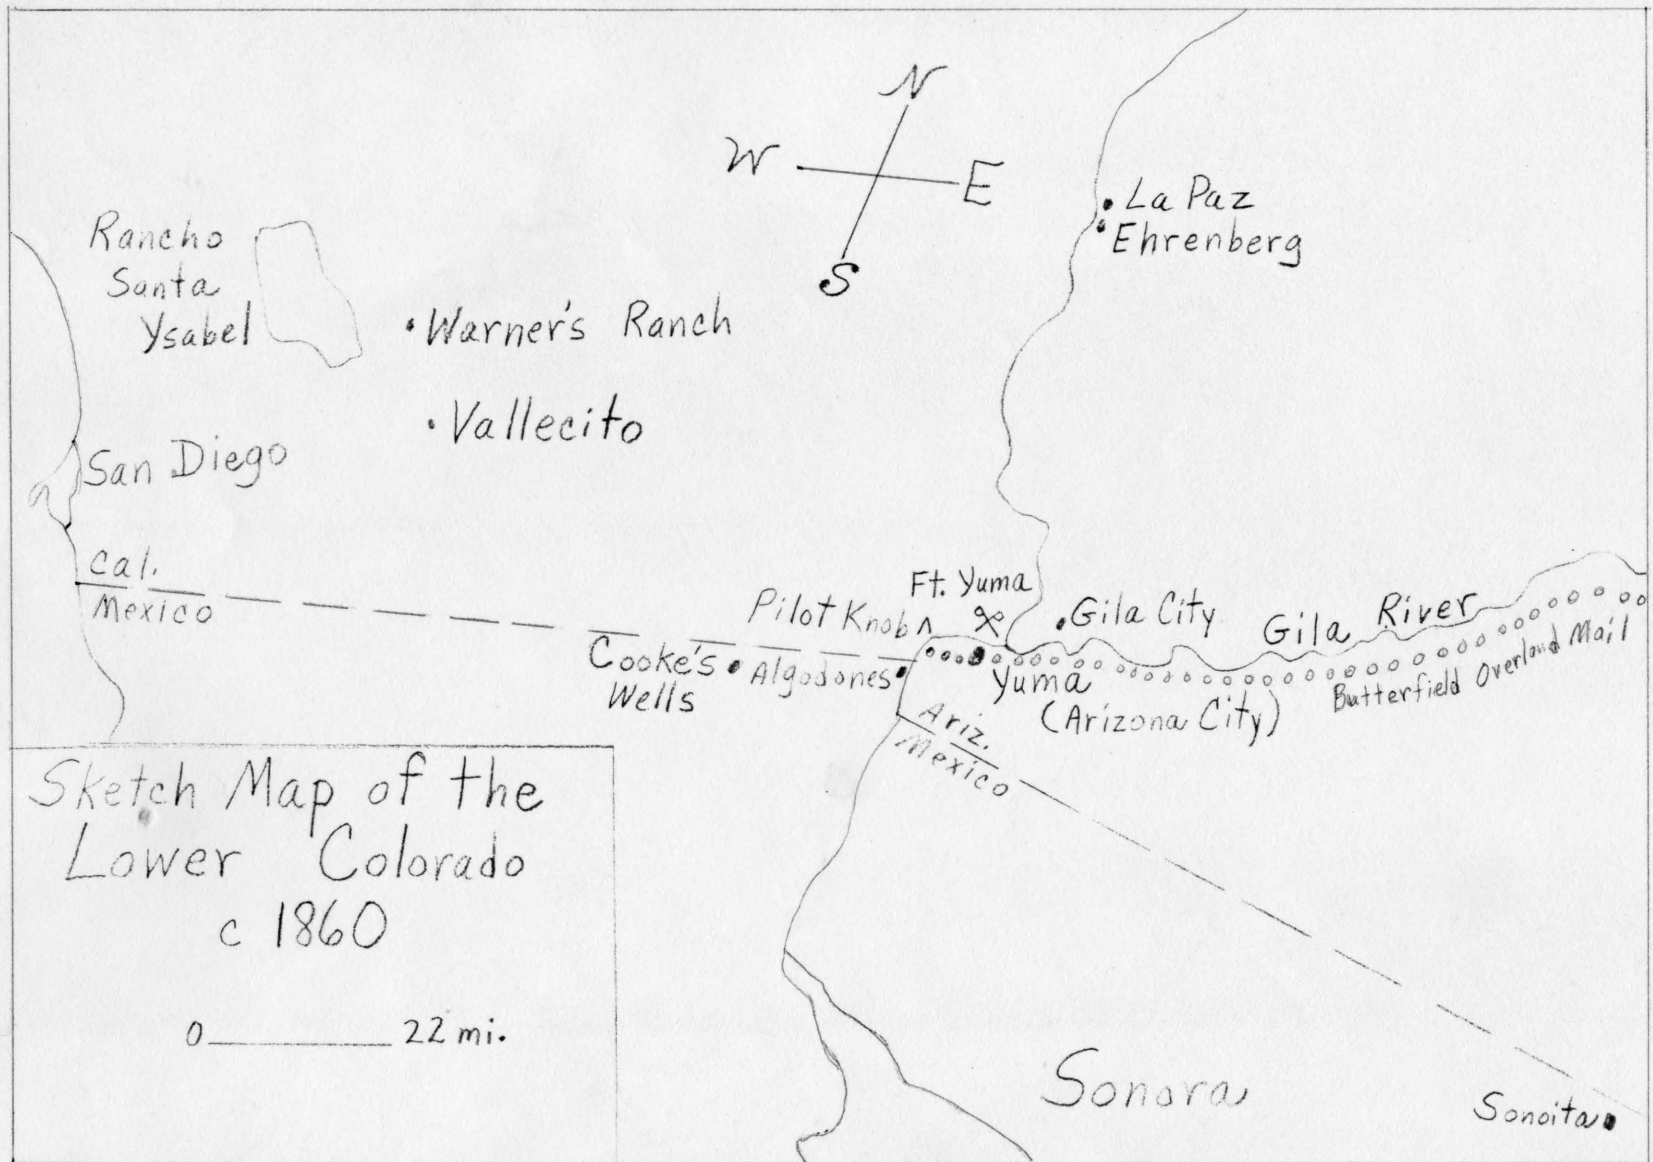 N
W E
S
La Paz
Ehrenberg
Rancho
Santa
Ysabel
Warner's Ranch
Vallecito
San Diego
Cal.
Mexico
Ft. Yuma
Pilot Knob
Gila City
Gila River
Cooke's
Wells
Algodones
Yuma
(Arizona City)
Butterfield Overland Mail
Ariz.
Mexico
Sketch Map of the
Lower Colorado
c 1860
0 22 mi.
Sonora
Sonoita